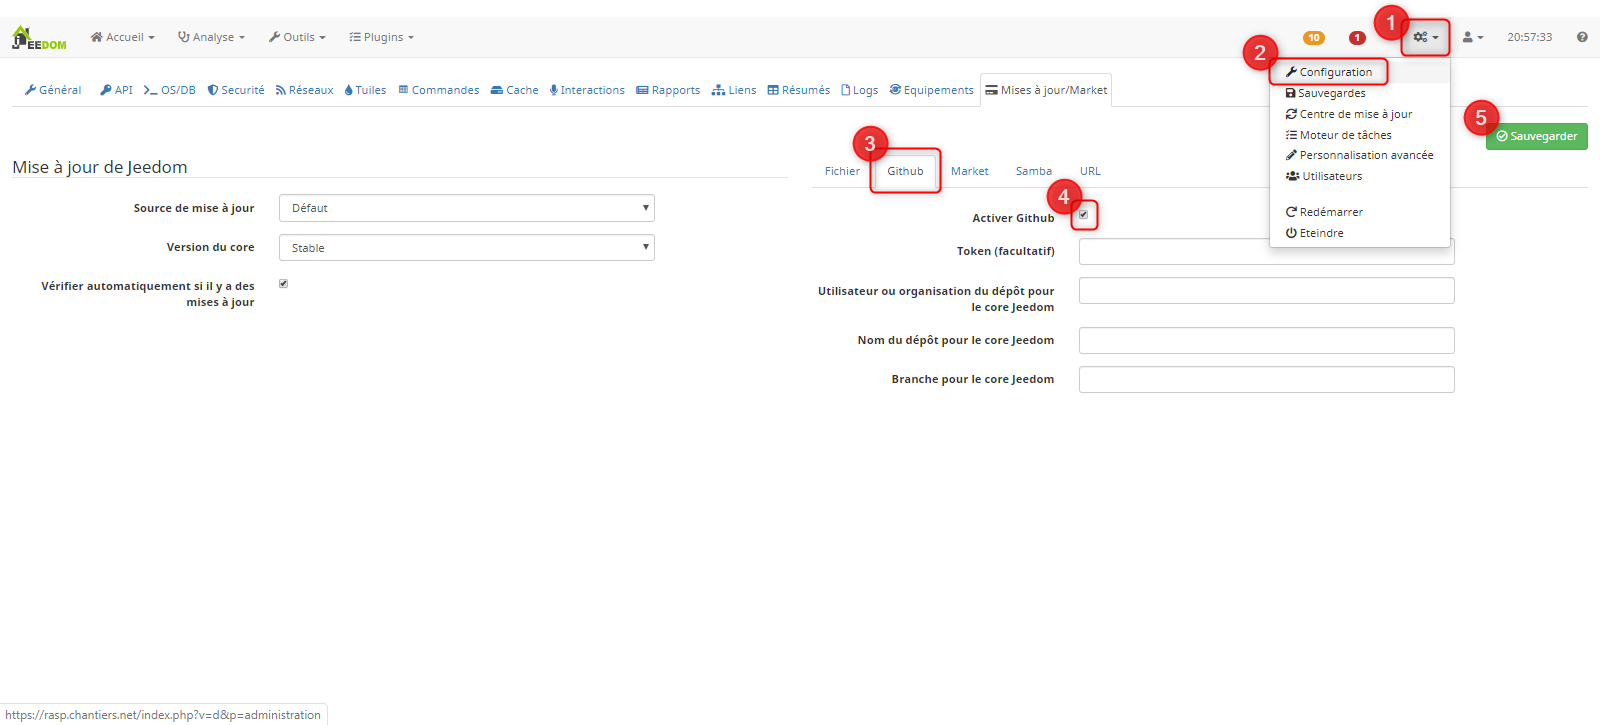 1
jEEDOM Accueil Analyse Outils Plugins 10 1 20:57:33
2 Configuration
Général API OS/DB Securité Réseaux Tuiles Commandes Cache Interactions Rapports Liens Résumés Logs Equipements Mises à jour/Market
Sauvegardes
Centre de mise à jour
Moteur de tâches
Personnalisation avancée
Utilisateurs
Redémarrer
Eteindre
5 Sauvegarder
3
Mise à jour de Jeedom
Fichier Github Market Samba URL
4
Source de mise à jour Défaut
Version du core Stable
Vérifier automatiquement si il y a des
mises à jour
Activer Github
Token (facultatif)
Utilisateur ou organisation du dépôt pour
le core Jeedom
Nom du dépôt pour le core Jeedom
Branche pour le core Jeedom
https://rasp.chantiers.net/index.php?v=d&p=administration